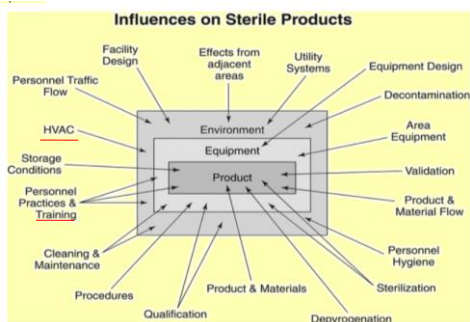 Influences on Sterile Products
Facility
Design
Effects from
adjacent
areas
Utility
Systems
Equipment Design
Personnel Traffic
Flow
Decontamination
HVAC
Environment
Area
Equipment
Equipment
Storage
Conditions
Product
Validation
Personnel
Practices &
Training
Product &
Material Flow
Cleaning &
Maintenance
Personnel
Hygiene
Procedures
Product & Materials
Sterilization
Qualification
Depyrogenation